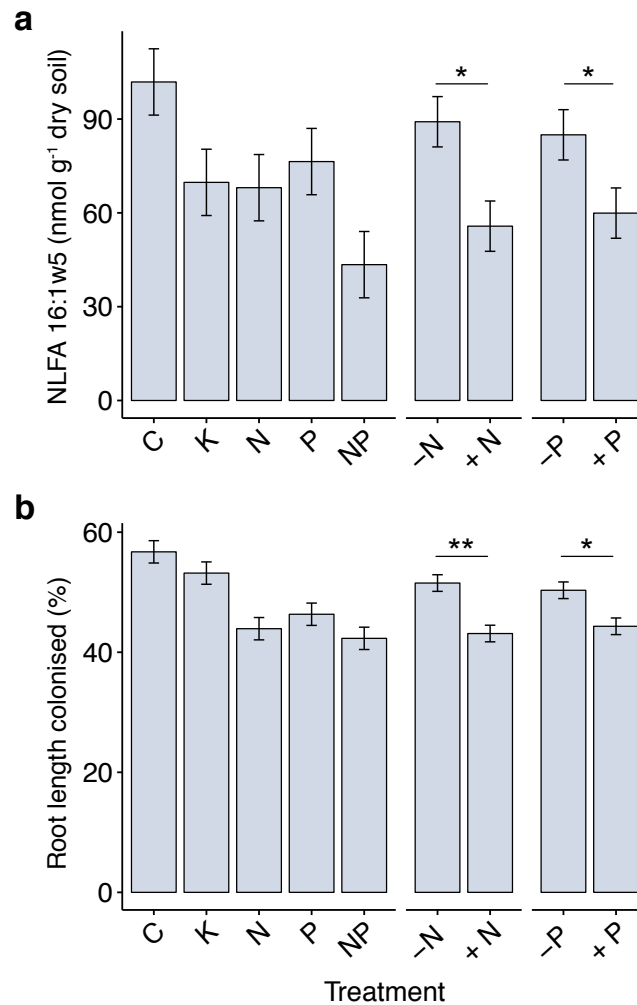 a
NLFA 16:1w5 (nmol g⁻¹ dry soil)
90
60
30
0
* *
C K N P NP –N + N –P + P
b
Root length colonised (%)
60
40
20
0
** *
C K N P NP –N + N –P + P
Treatment